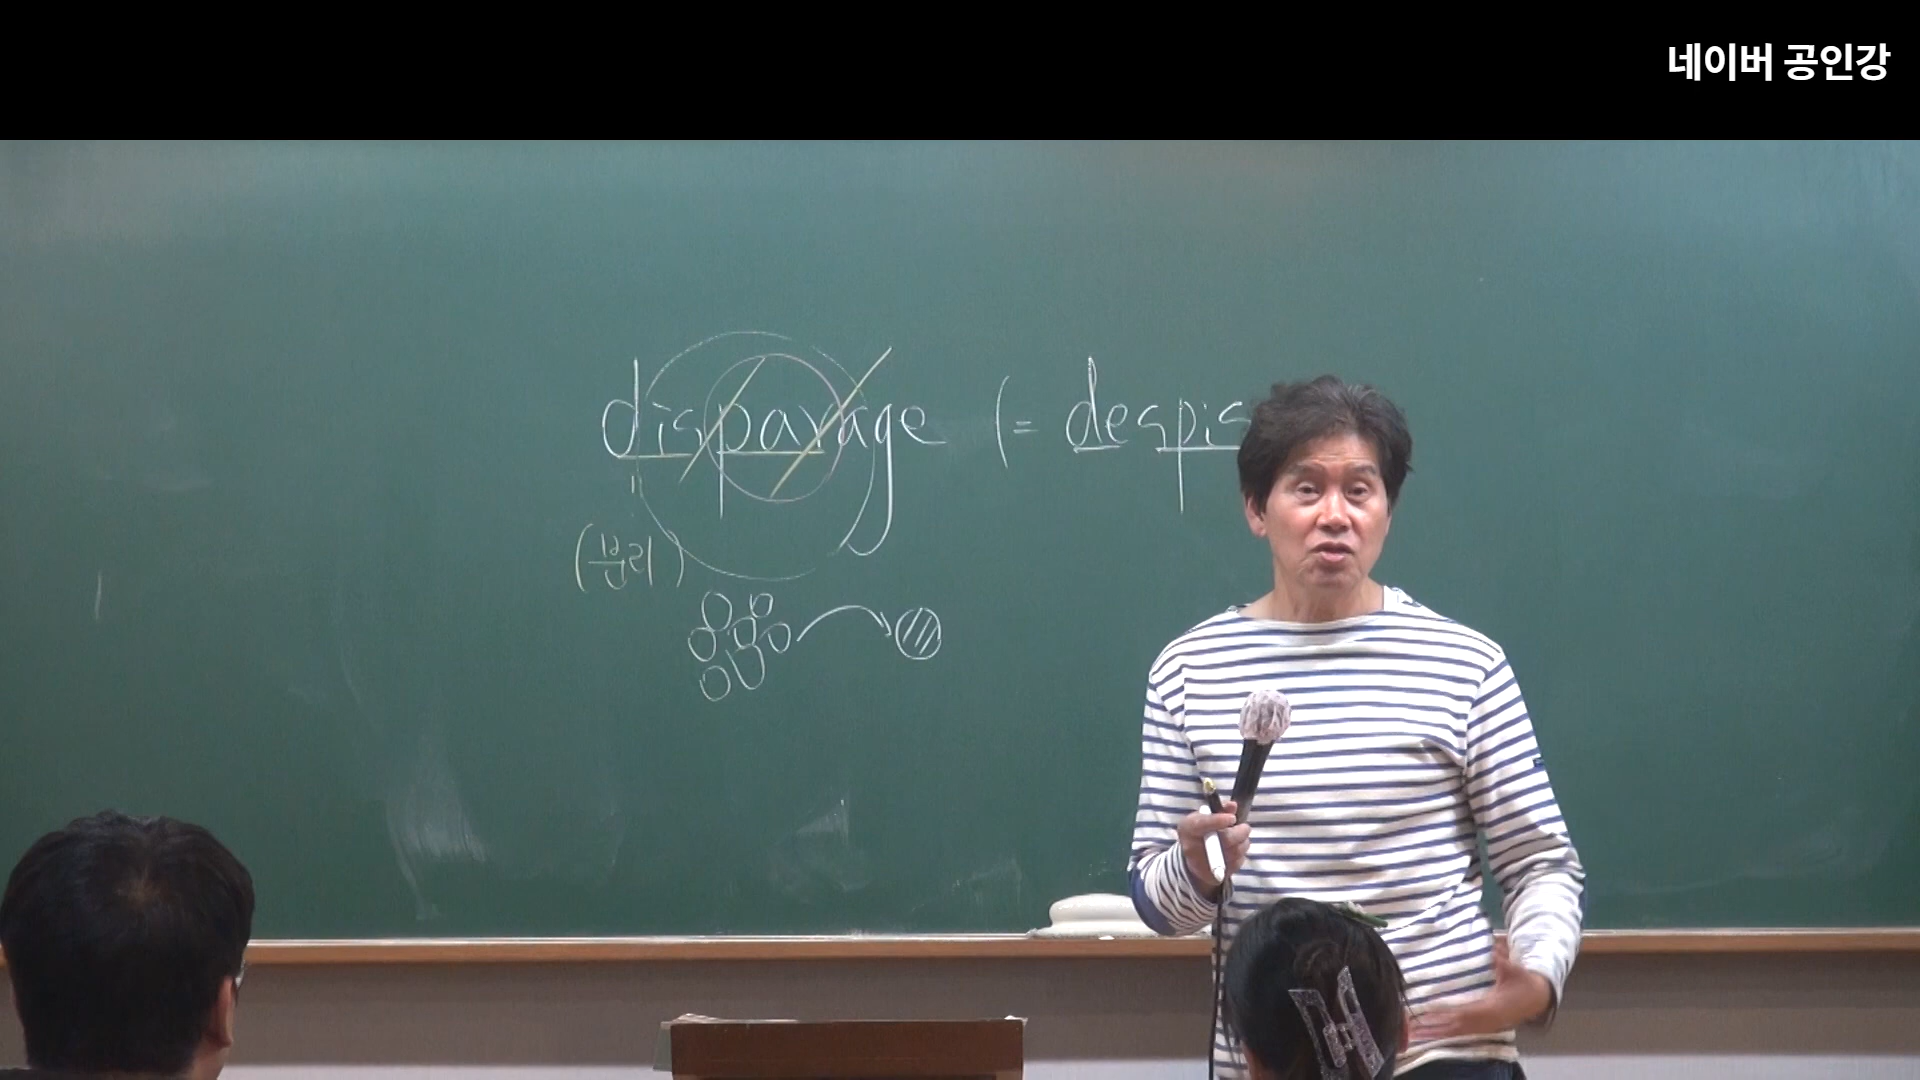 네이버 공인강
disparage (= despis
(분리)